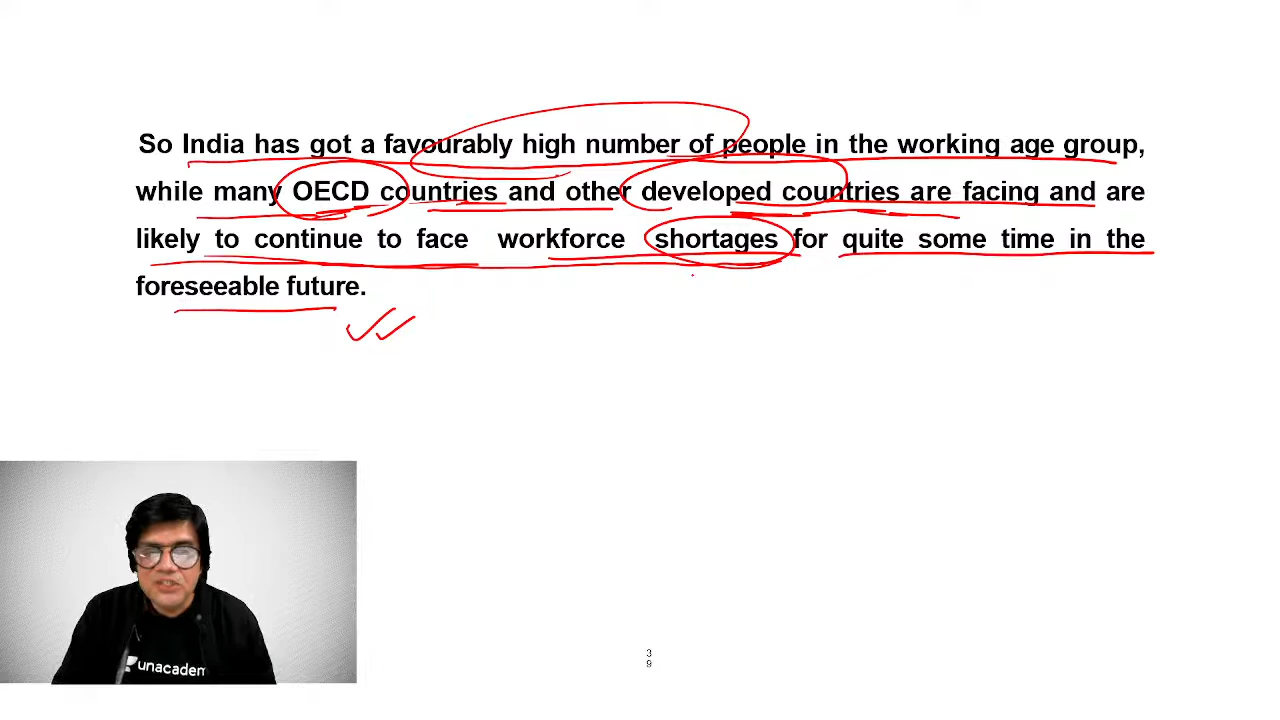 So India has got a favourably high number of people in the working age group,
while many OECD countries and other developed countries are facing and are
likely to continue to face workforce shortages for quite some time in the
foreseeable future.
unacadem
3
9